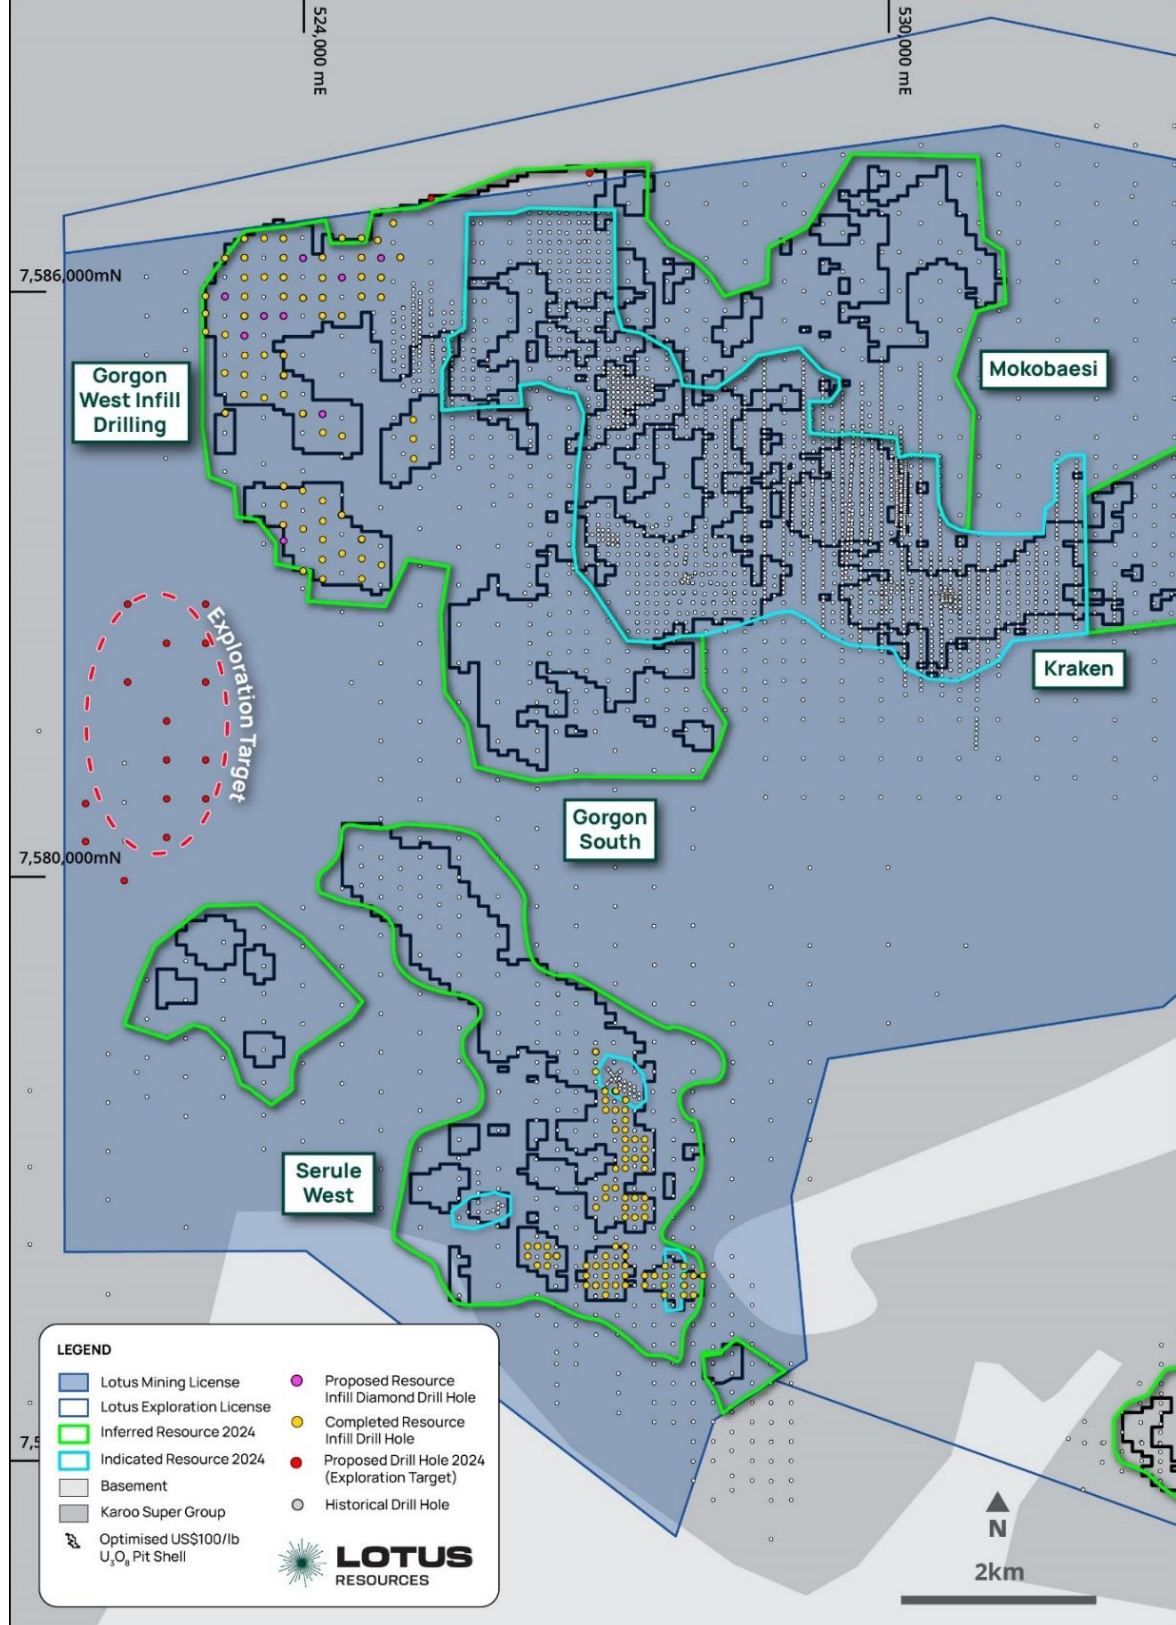 524,000 mE
530,000 mE
7,586,000mN
Gorgon
West Infill
Drilling
Mokobaesi
Kraken
Exploration Target
Gorgon
South
7,580,000mN
Serule
West
7,5
LEGEND
Lotus Mining License
Lotus Exploration License
Inferred Resource 2024
Indicated Resource 2024
Basement
Karoo Super Group
Optimised US$100/lb
U₃O₈ Pit Shell
Proposed Resource
Infill Diamond Drill Hole
Completed Resource
Infill Drill Hole
Proposed Drill Hole 2024
(Exploration Target)
Historical Drill Hole
LOTUS
RESOURCES
N
2km